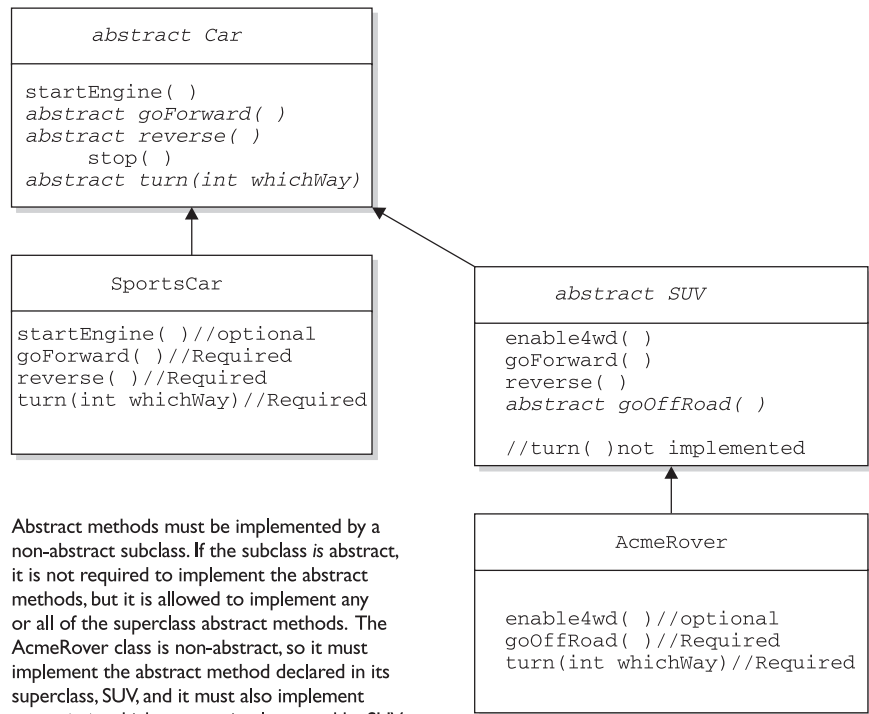 abstract Car
startEngine( )
abstract goForward( )
abstract reverse( )
stop( )
abstract turn(int whichWay)
SportsCar
startEngine( )//optional
goForward( )//Required
reverse( )//Required
turn(int whichWay)//Required
abstract SUV
enable4wd( )
goForward( )
reverse( )
abstract goOffRoad( )
//turn( )not implemented
AcmeRover
enable4wd( )//optional
goOffRoad( )//Required
turn(int whichWay)//Required
Abstract methods must be implemented by a
non-abstract subclass. If the subclass is abstract,
it is not required to implement the abstract
methods, but it is allowed to implement any
or all of the superclass abstract methods. The
AcmeRover class is non-abstract, so it must
implement the abstract method declared in its
superclass, SUV, and it must also implement